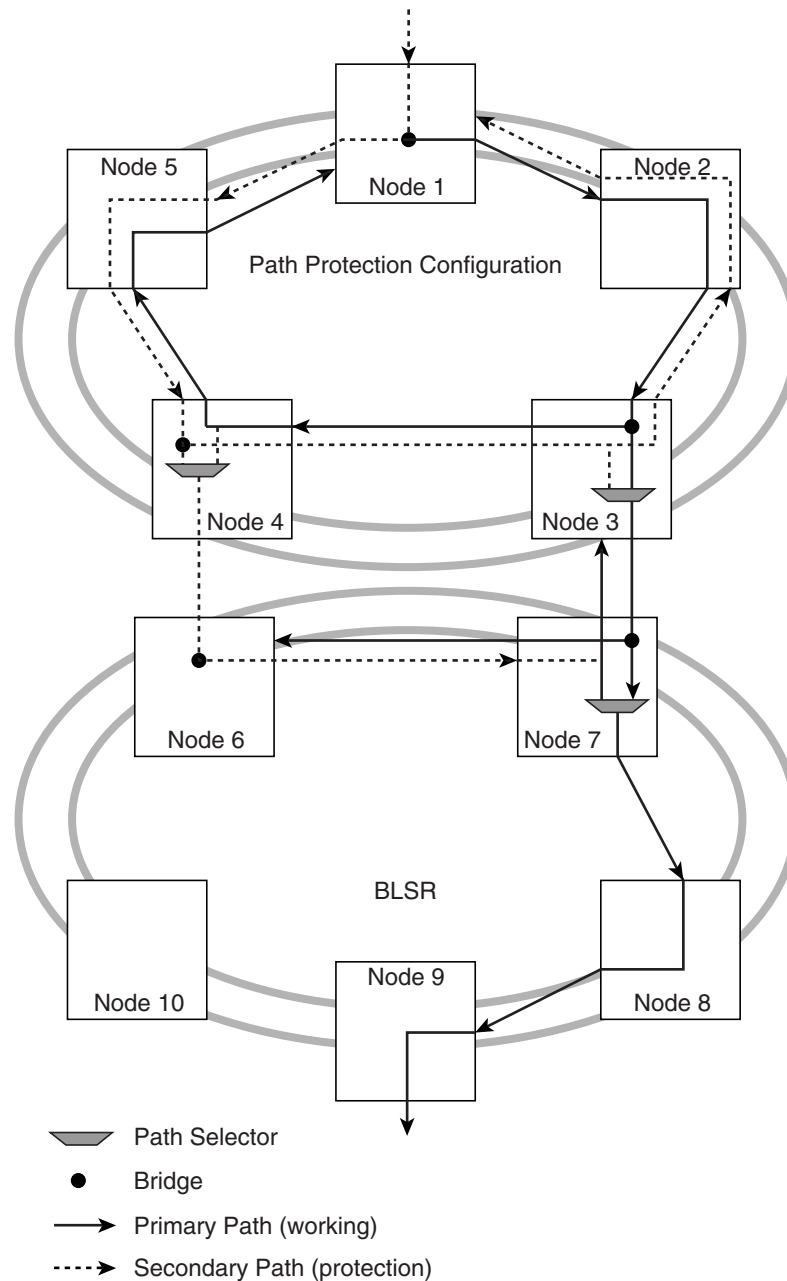 Node 1
Node 5
Node 2
Path Protection Configuration
Node 4
Node 3
Node 6
Node 7
BLSR
Node 10
Node 9
Node 8
Path Selector
Bridge
Primary Path (working)
Secondary Path (protection)